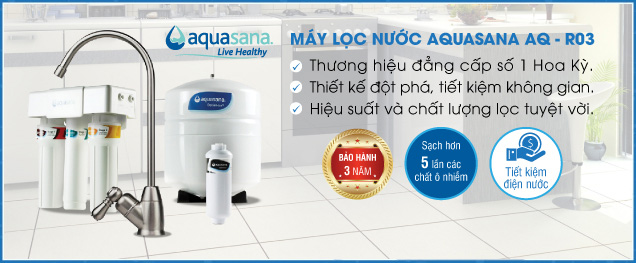 aquasana.
Live Healthy
MÁY LỌC NƯỚC AQUASANA AQ - R03
Thương hiệu đẳng cấp số 1 Hoa Kỳ.
Thiết kế đột phá, tiết kiệm không gian.
Hiệu suất và chất lượng lọc tuyệt vời.
aquasana.
BẢO HÀNH
3 NĂM
Sạch hơn
5 lần các
chất ô nhiễm
$
Tiết kiệm
điện nước